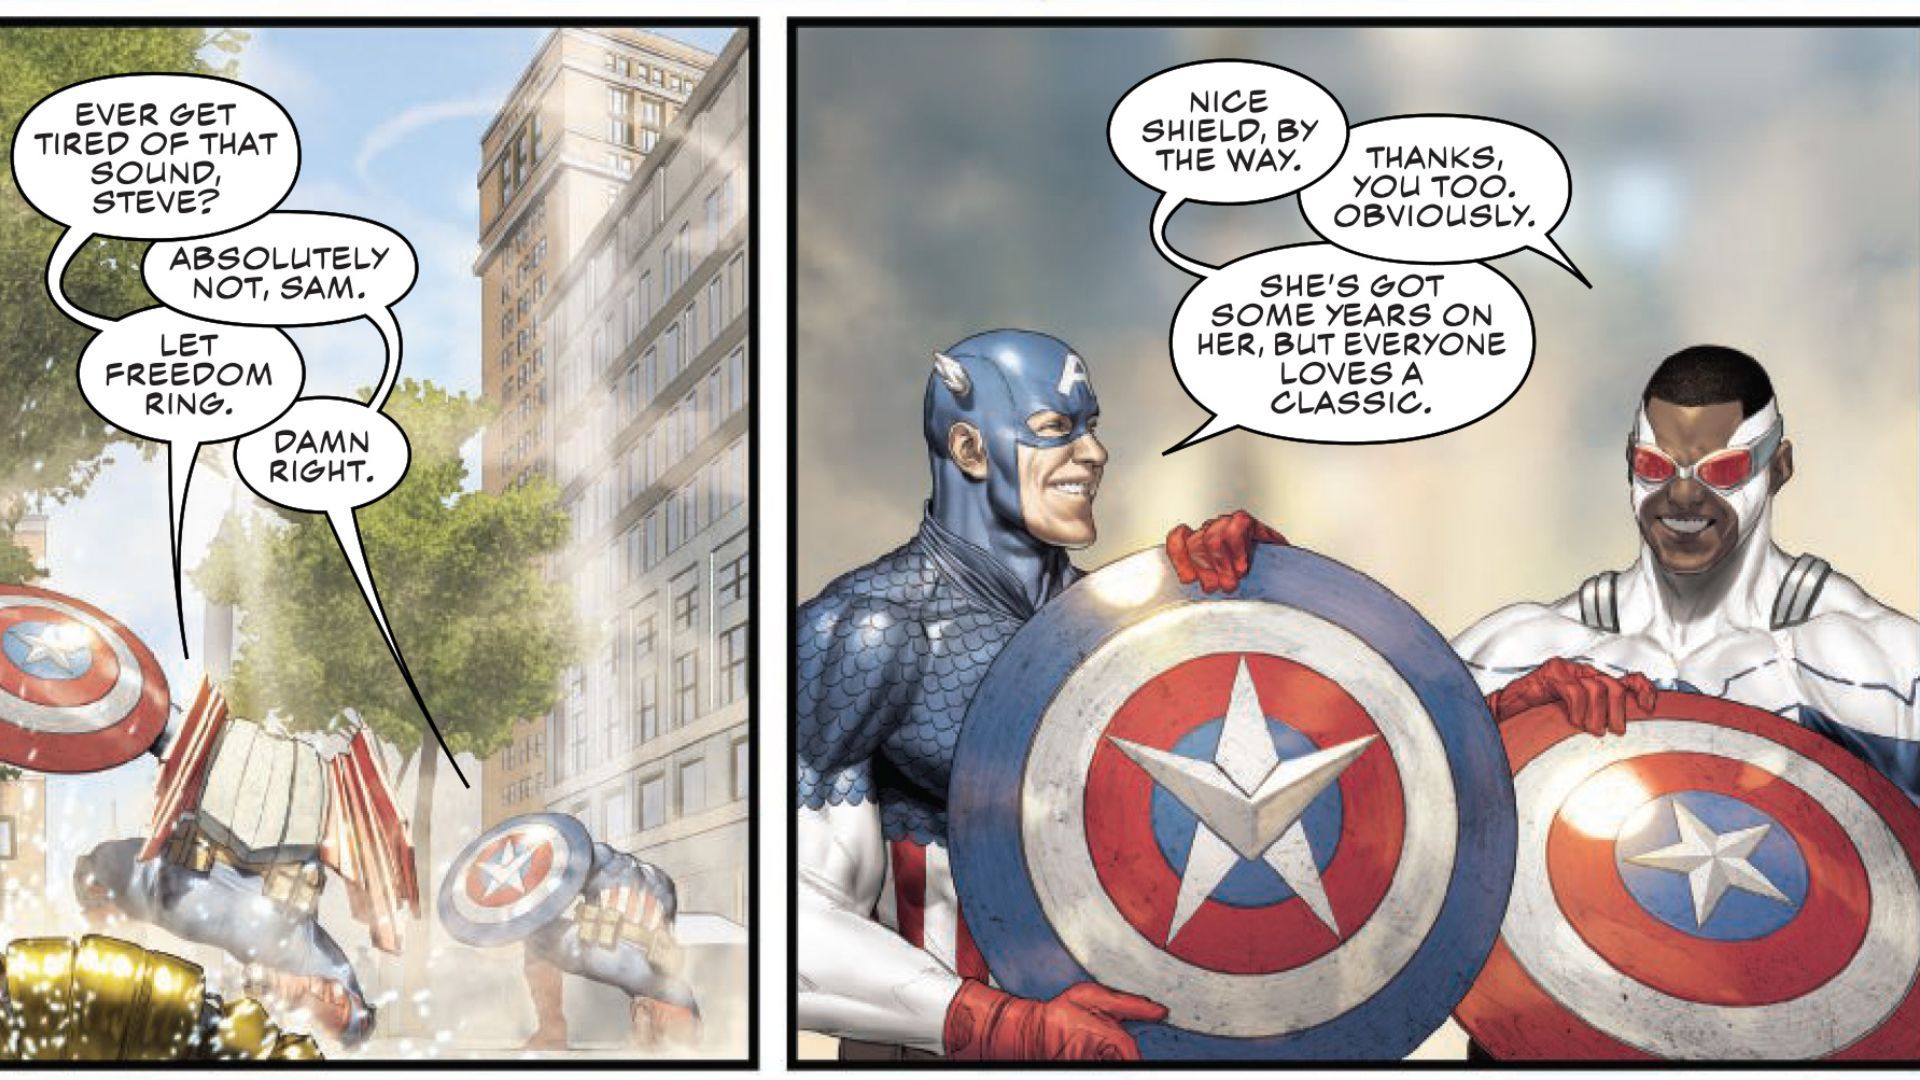 EVER GET
TIRED OF THAT
SOUND,
STEVE?
ABSOLUTELY
NOT, SAM.
LET
FREEDOM
RING.
DAMN
RIGHT.
NICE
SHIELD, BY
THE WAY.
THANKS,
YOU TOO.
OBVIOUSLY.
SHE'S GOT
SOME YEARS ON
HER, BUT EVERYONE
LOVES A
CLASSIC.
A